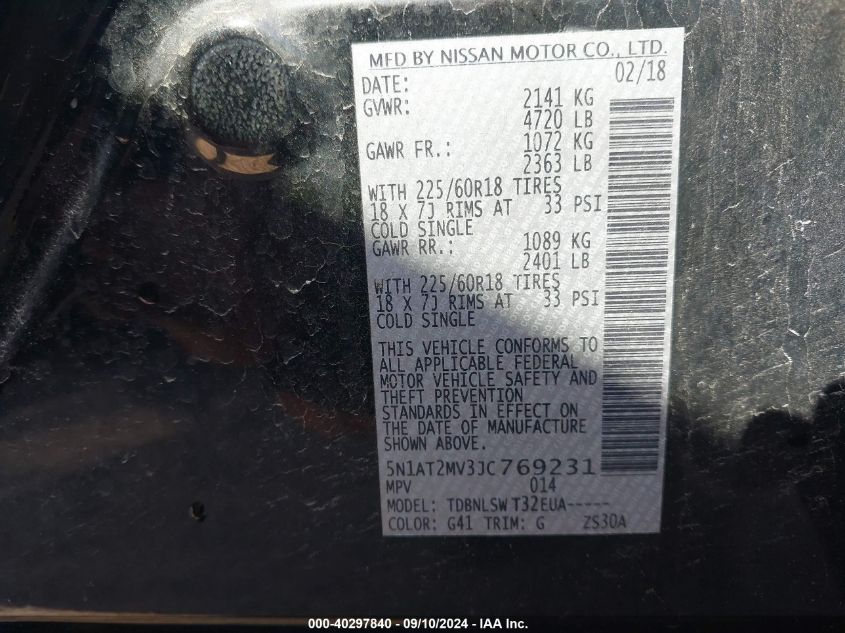 MFD BY NISSAN MOTOR CO., LTD.
DATE: 02/18
GVWR: 2141 KG
4720 LB
GAWR FR.: 1072 KG
2363 LB
WITH 225/60R18 TIRES
18 X 7J RIMS AT 33 PSI
COLD SINGLE
GAWR RR.: 1089 KG
2401 LB
WITH 225/60R18 TIRES
18 X 7J RIMS AT 33 PSI
COLD SINGLE
THIS VEHICLE CONFORMS TO
ALL APPLICABLE FEDERAL
MOTOR VEHICLE SAFETY AND
THEFT PREVENTION
STANDARDS IN EFFECT ON
THE DATE OF MANUFACTURE
SHOWN ABOVE.
5N1AT2MV3JC769231
MPV 014
MODEL: TDBNLSW T32EUA-----
COLOR: G41 TRIM: G ZS30A
000-40297840 - 09/10/2024 - IAA Inc.